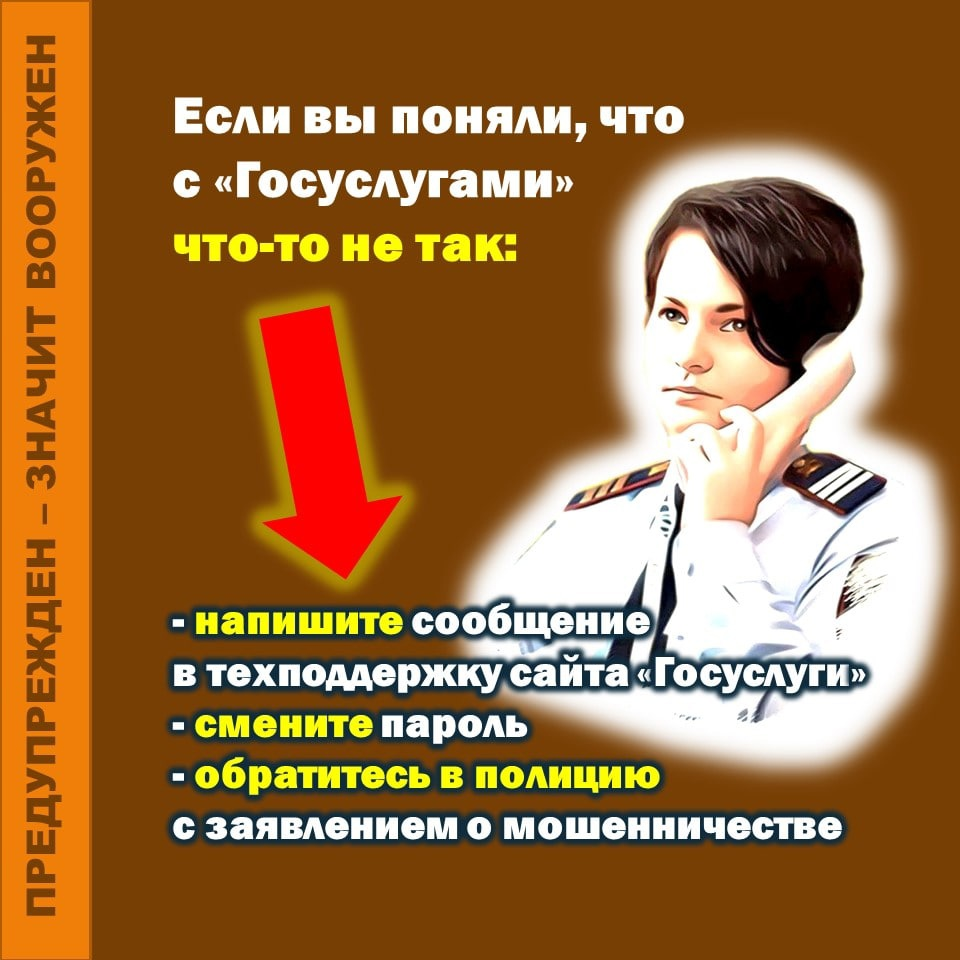 ПРЕДУПРЕЖДЕН – ЗНАЧИТ ВООРУЖЕН
Если вы поняли, что
с «Госуслугами»
что-то не так:
- напишите сообщение
в техподдержку сайта «Госуслуги»
- смените пароль
- обратитесь в полицию
с заявлением о мошенничестве